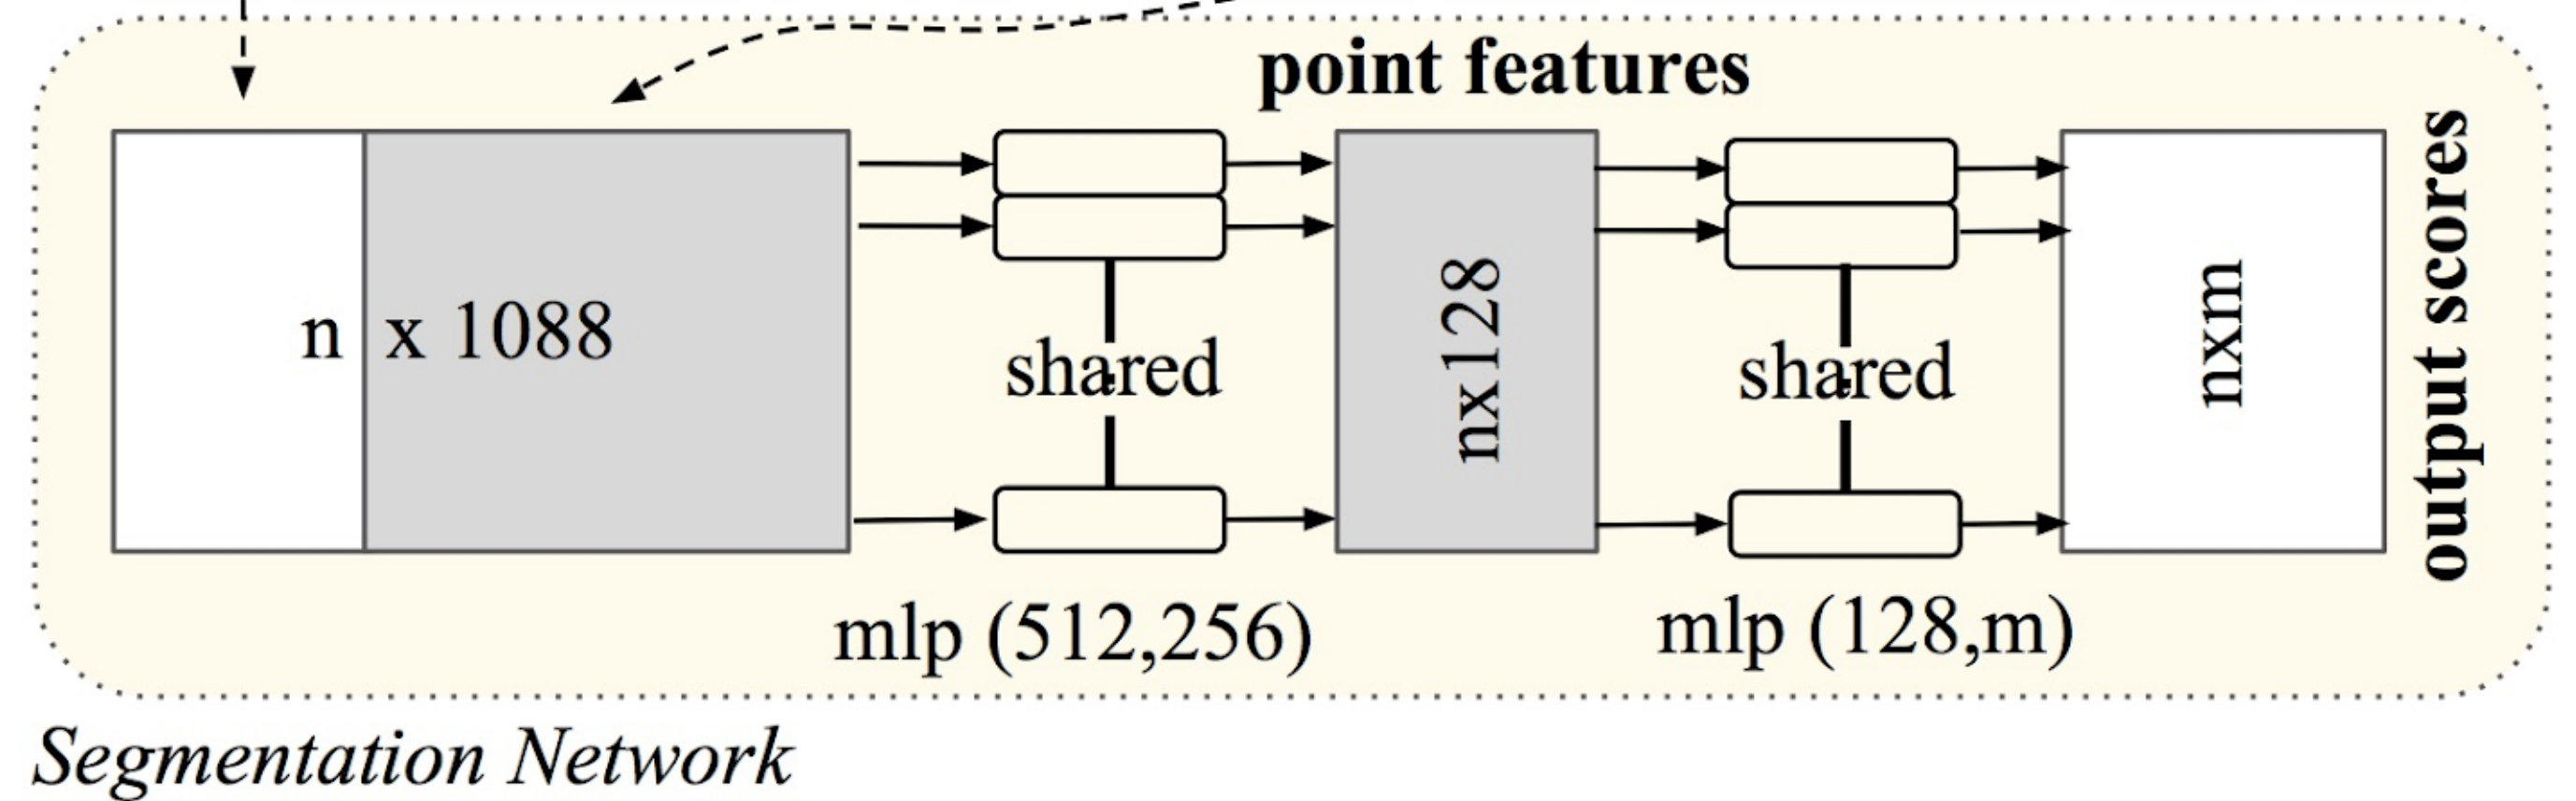 point features
n x 1088
shared
nx128
shared
nxm
output scores
mlp (512,256)
mlp (128,m)
Segmentation Network